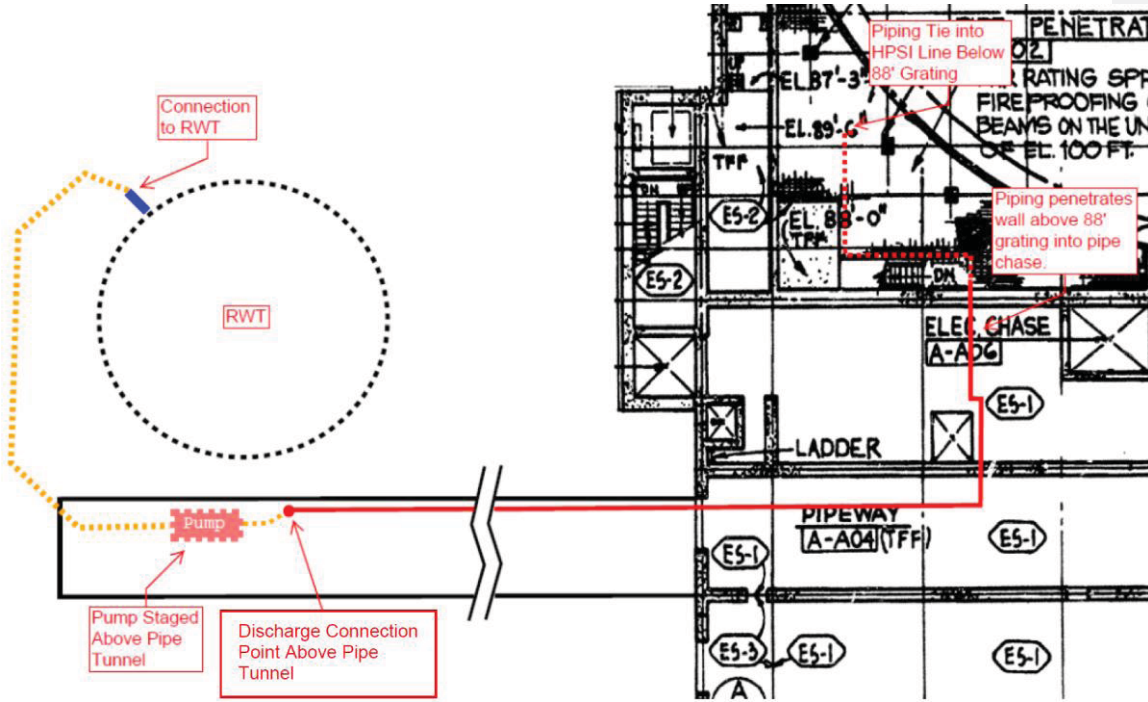 Connection
to RWT
RWT
Pump
Pump Staged
Above Pipe
Tunnel
Discharge Connection
Point Above Pipe
Tunnel
Piping Tie into
HPSI Line Below
88' Grating
PENETRAT
02
RATING SPR
FIREPROOFING
BEAMS ON THE UN
OF EL. 100 FT.
UP
EL.87'-3"
EL.89'-6"
TFF
DN
ES-2
EL. 88'-0"
(TFF
ES-2
DN
Piping penetrates
wall above 88'
grating into pipe
chase.
ELEC. CHASE
A-A06
ES-1
LADDER
PIPEWAY
A-A04 (TFF)
ES-1
ES-1
ES-3
ES-1
ES-1
A